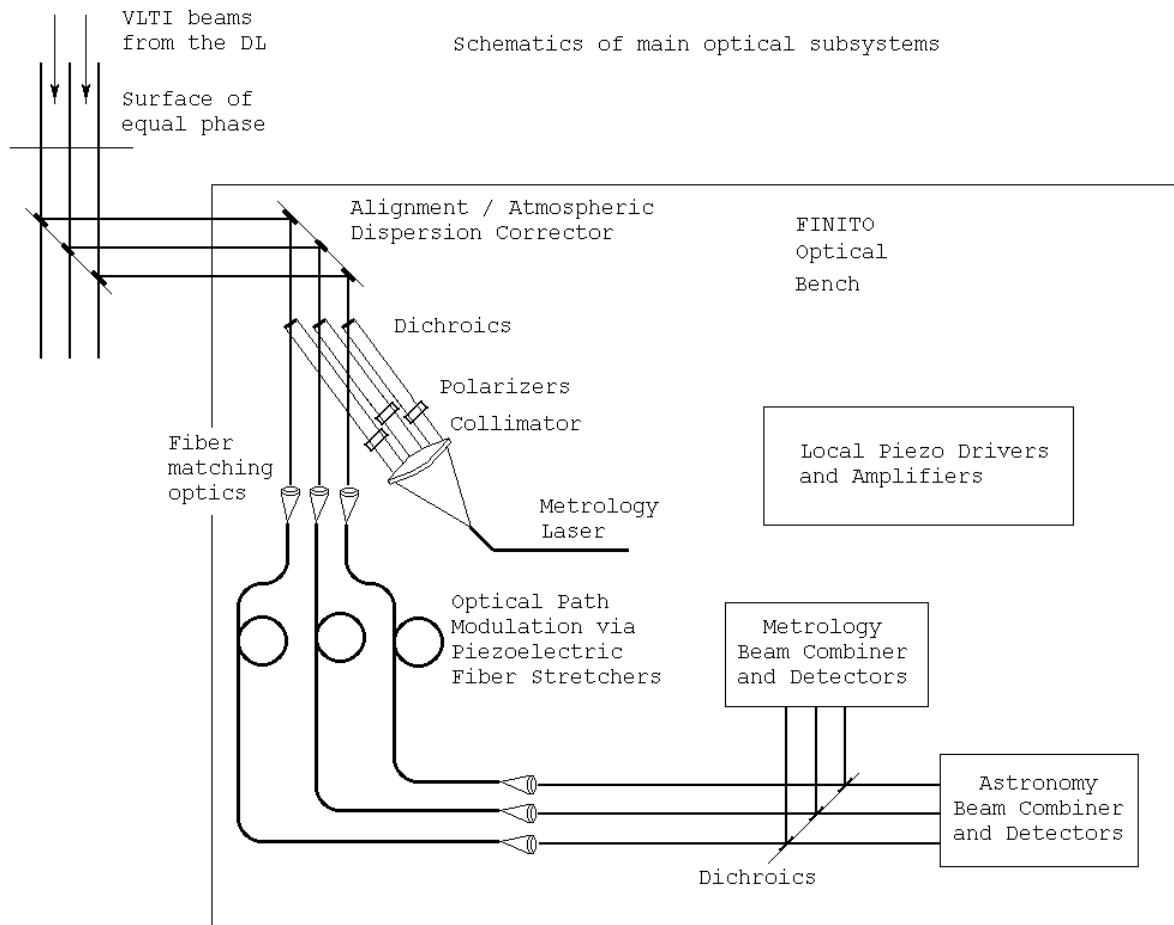 VLTI beams
from the DL
Schematics of main optical subsystems
Surface of
equal phase
Alignment / Atmospheric
Dispersion Corrector
FINITO
Optical
Bench
Dichroics
Polarizers
Collimator
Fiber
matching
optics
Local Piezo Drivers
and Amplifiers
Metrology
Laser
Optical Path
Modulation via
Piezoelectric
Fiber Stretchers
Metrology
Beam Combiner
and Detectors
Astronomy
Beam Combiner
and Detectors
Dichroics